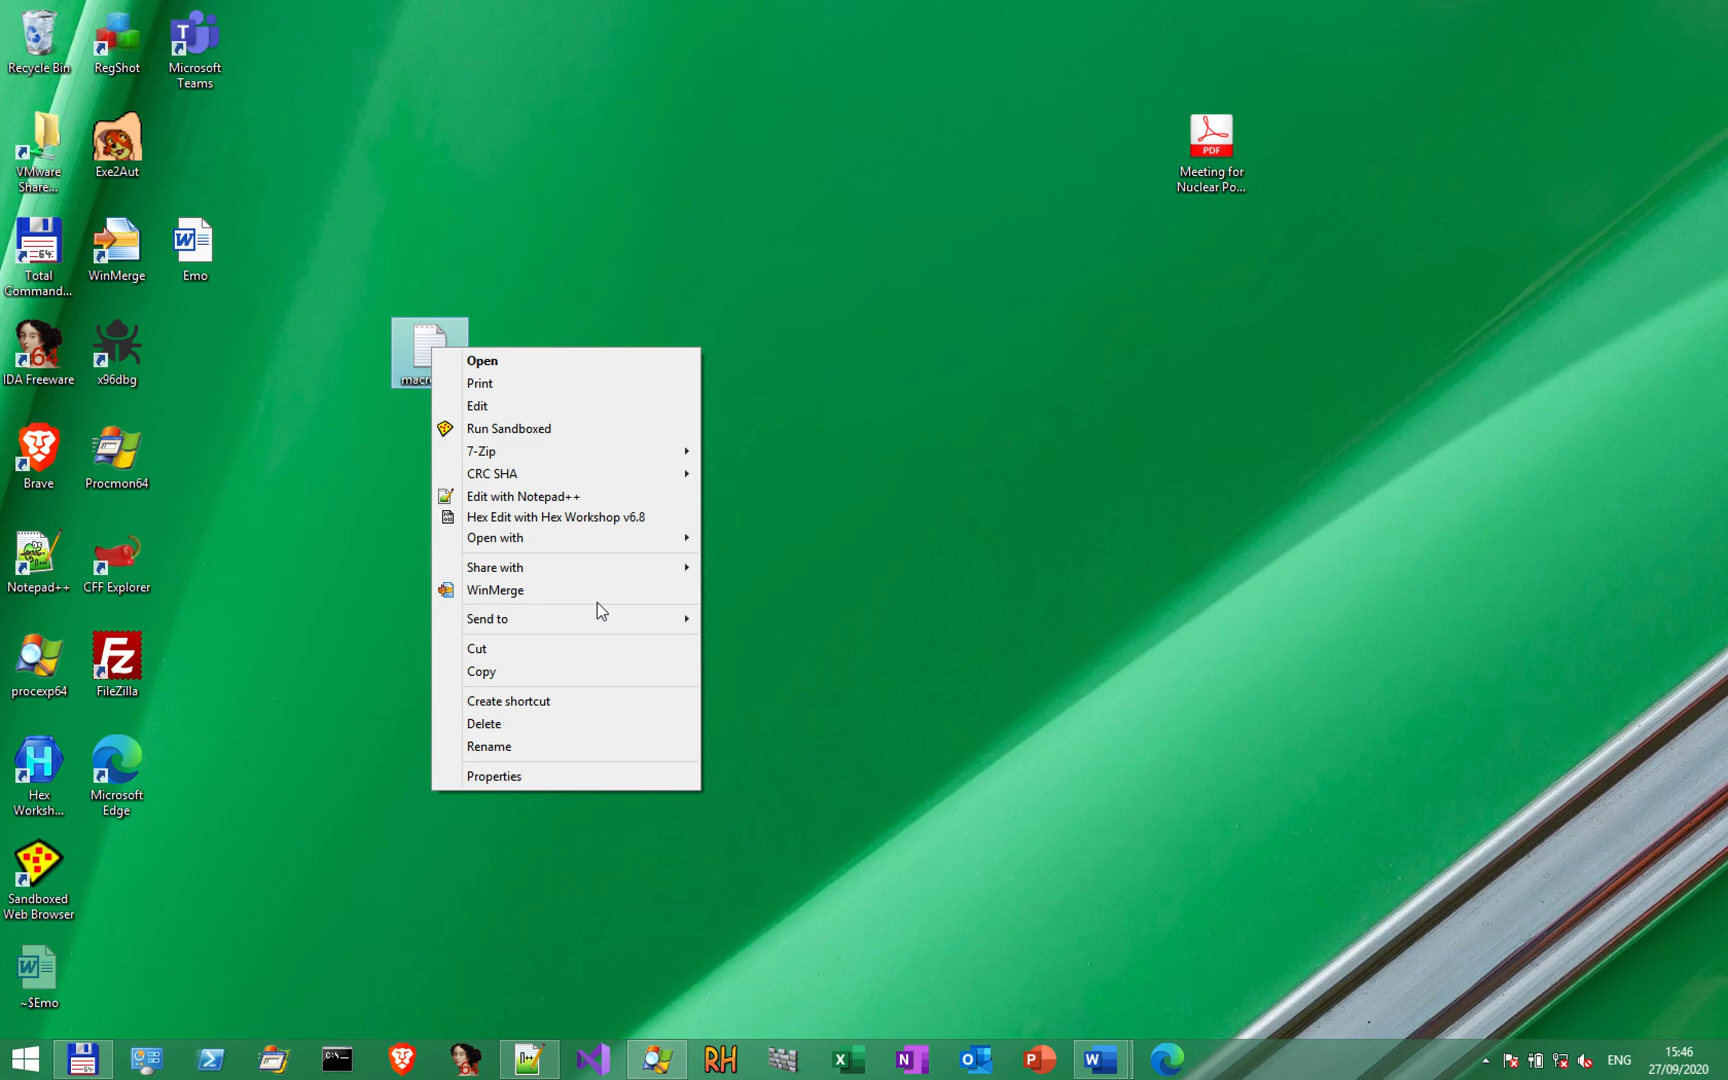 Recycle Bin
RegShot
Microsoft
Teams
VMware
Share...
Exe2Aut
Total
Command...
WinMerge
Emo
IDA Freeware
x96dbg
Brave
Procmon64
Notepad++
CFF Explorer
procexp64
FileZilla
Hex
Worksh...
Microsoft
Edge
Sandboxed
Web Browser
~$Emo
PDF
Meeting for
Nuclear Po...
Open
Print
Edit
Run Sandboxed
7-Zip
CRC SHA
Edit with Notepad++
Hex Edit with Hex Workshop v6.8
Open with
Share with
WinMerge
Send to
Cut
Copy
Create shortcut
Delete
Rename
Properties
C:\_
RH
ENG
15:46
27/09/2020